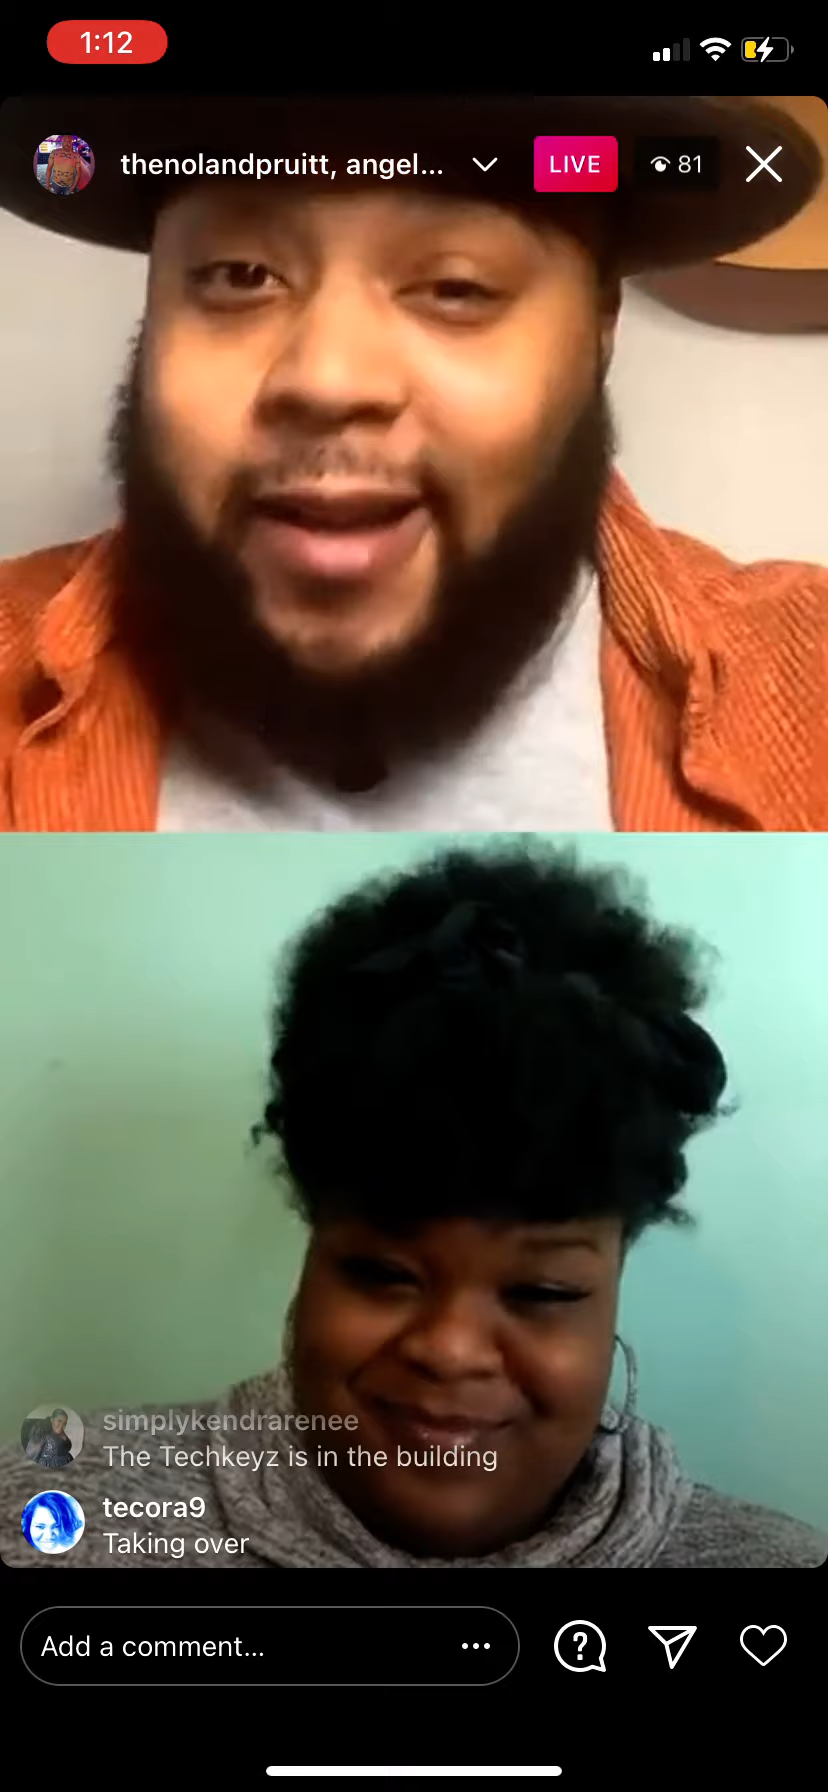 1:12
thenolandpruitt, angel...
LIVE
81
simplykendrarenee
The Techkeyz is in the building
tecora9
Taking over
Add a comment...